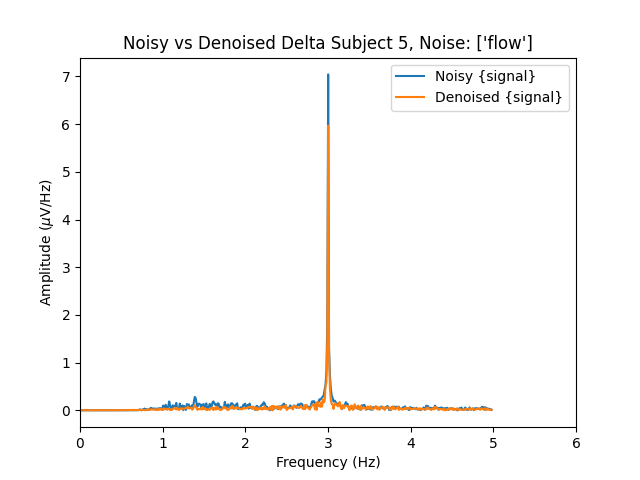 Noisy vs Denoised Delta Subject 5, Noise: ['flow']
Noisy {signal}
Denoised {signal}
7
6
5
4
3
2
1
0
Amplitude (μV/Hz)
0 1 2 3 4 5 6
Frequency (Hz)